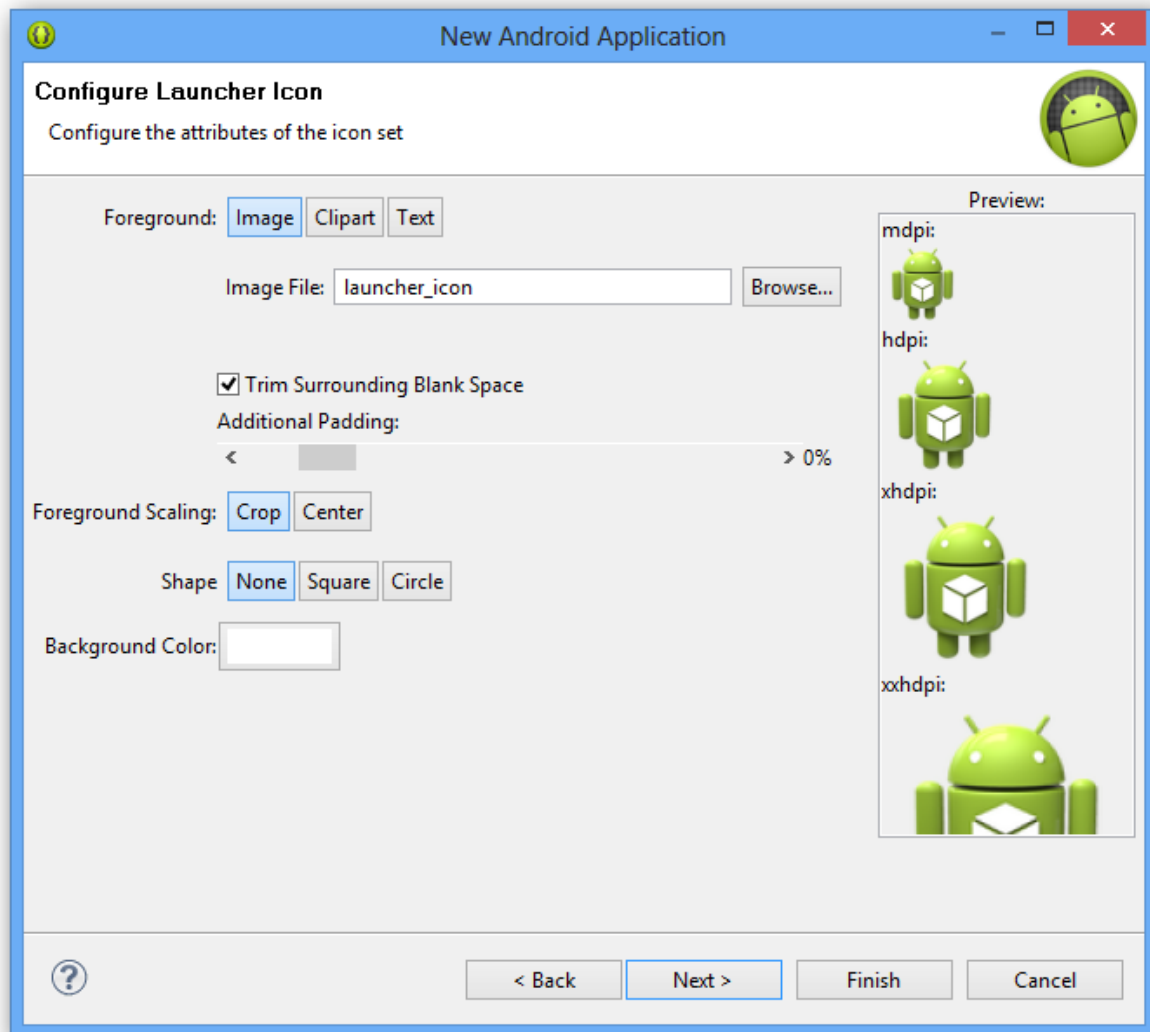 New Android Application
Configure Launcher Icon
Configure the attributes of the icon set
Foreground: Image Clipart Text
Image File: launcher_icon Browse...
Trim Surrounding Blank Space
Additional Padding:
< > 0%
Foreground Scaling: Crop Center
Shape None Square Circle
Background Color:
Preview:
mdpi:
hdpi:
xhdpi:
xxhdpi:
? < Back Next > Finish Cancel